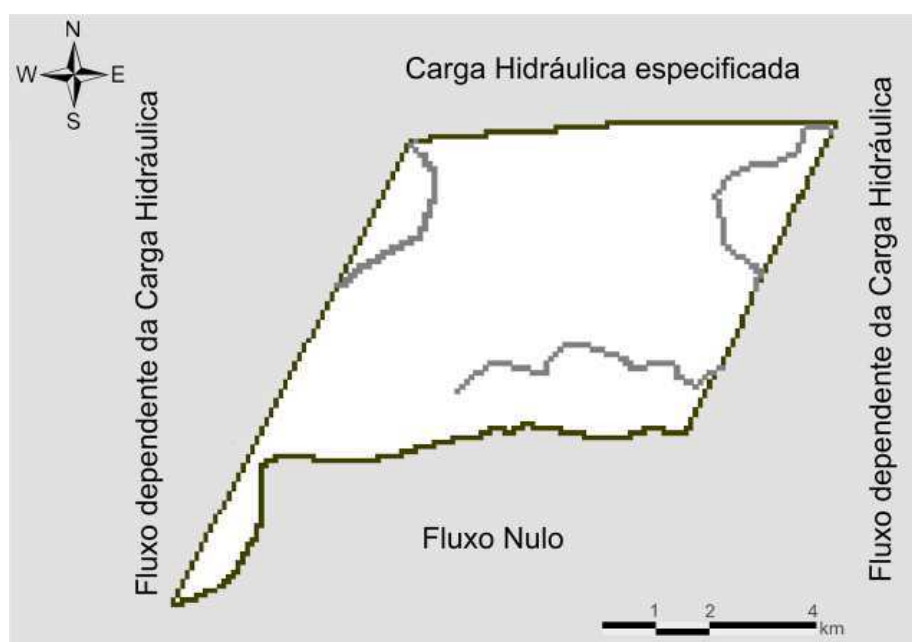 N
W E
S
Carga Hidráulica especificada
Fluxo dependente da Carga Hidráulica
Fluxo dependente da Carga Hidráulica
Fluxo Nulo
1 2 4
km